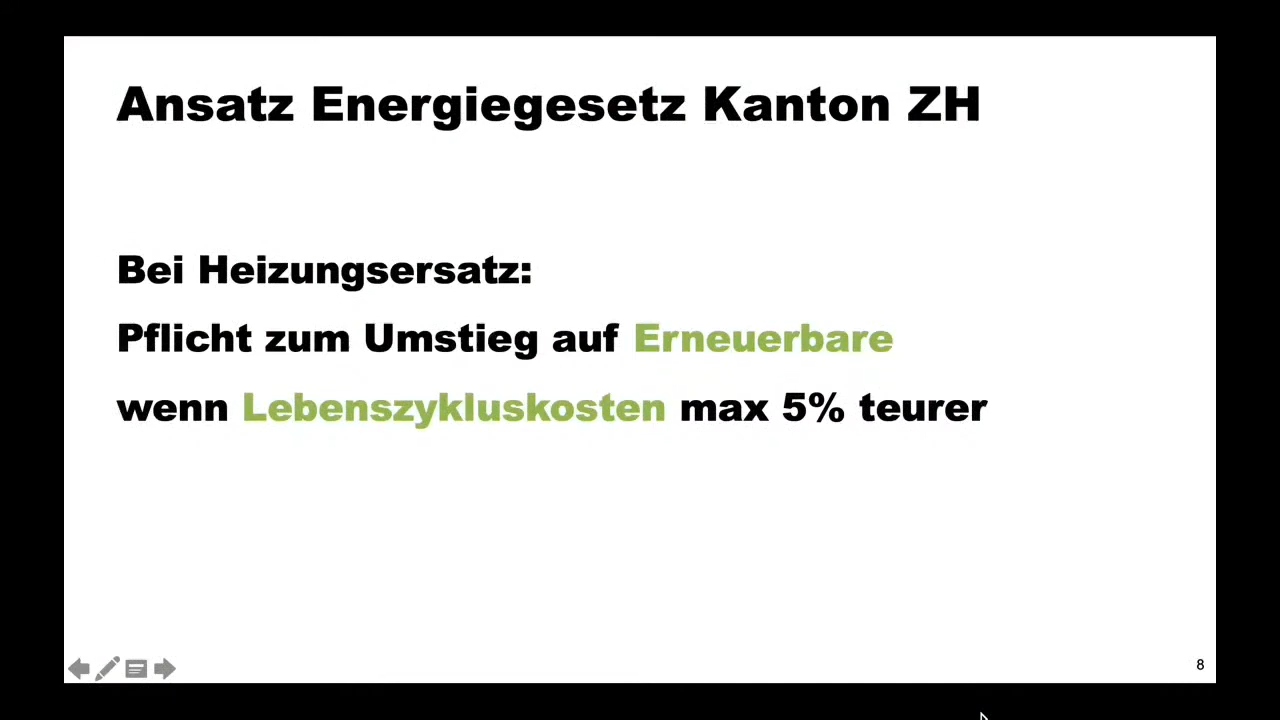 Ansatz Energiegesetz Kanton ZH
Bei Heizungsersatz:
Pflicht zum Umstieg auf Erneuerbare
wenn Lebenszykluskosten max 5% teurer
8